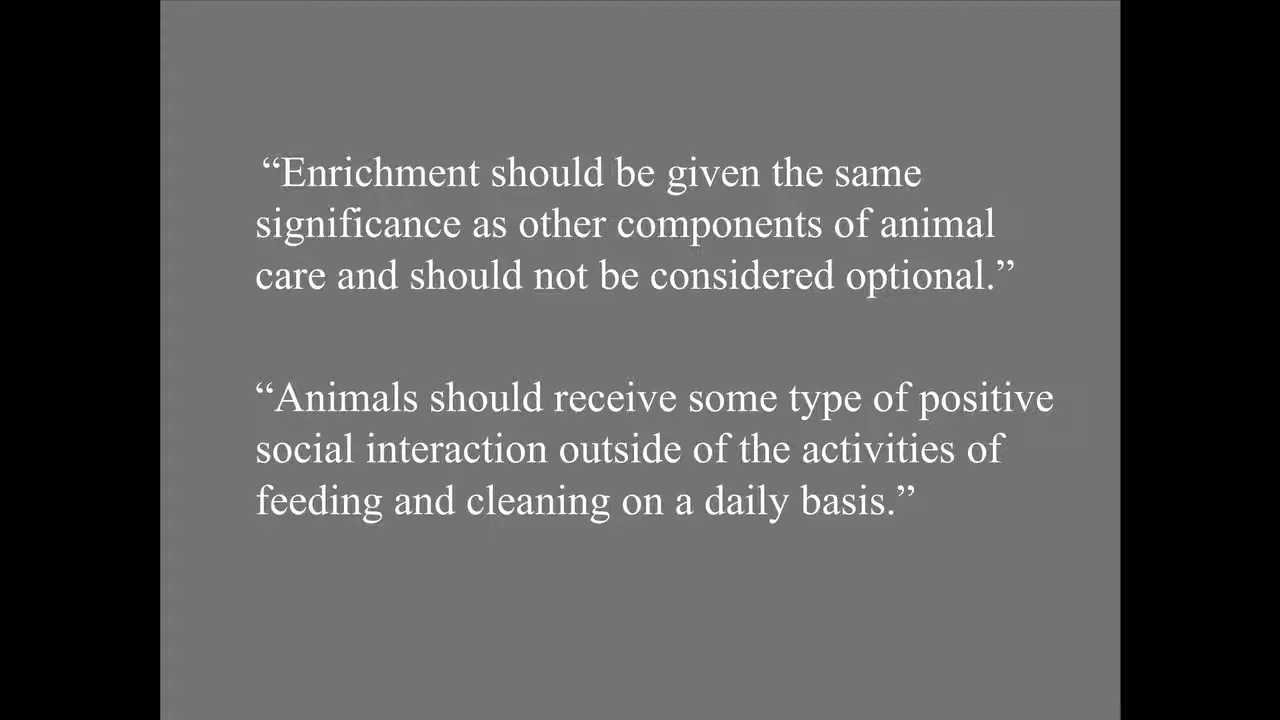 “Enrichment should be given the same
significance as other components of animal
care and should not be considered optional.”
“Animals should receive some type of positive
social interaction outside of the activities of
feeding and cleaning on a daily basis.”